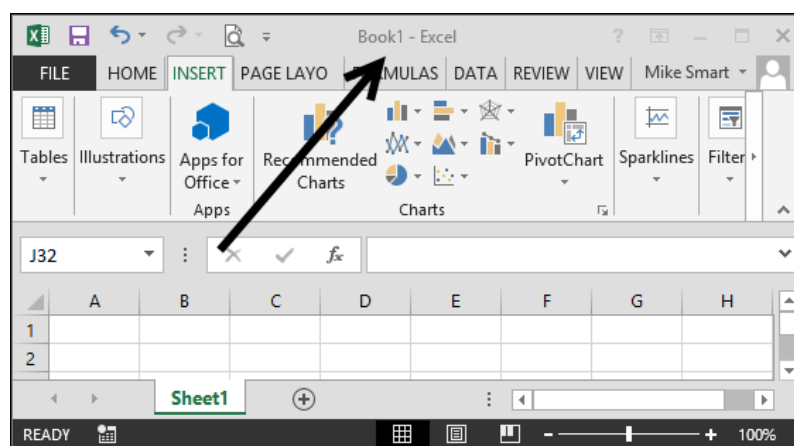 Book1 - Excel ?
FILE HOME INSERT PAGE LAYO MULAS DATA REVIEW VIEW Mike Smart
Tables Illustrations Apps for Office Recommended Charts PivotChart Sparklines Filter
Apps Charts
J32 fx
A B C D E F G H
1
2
Sheet1
READY 100%